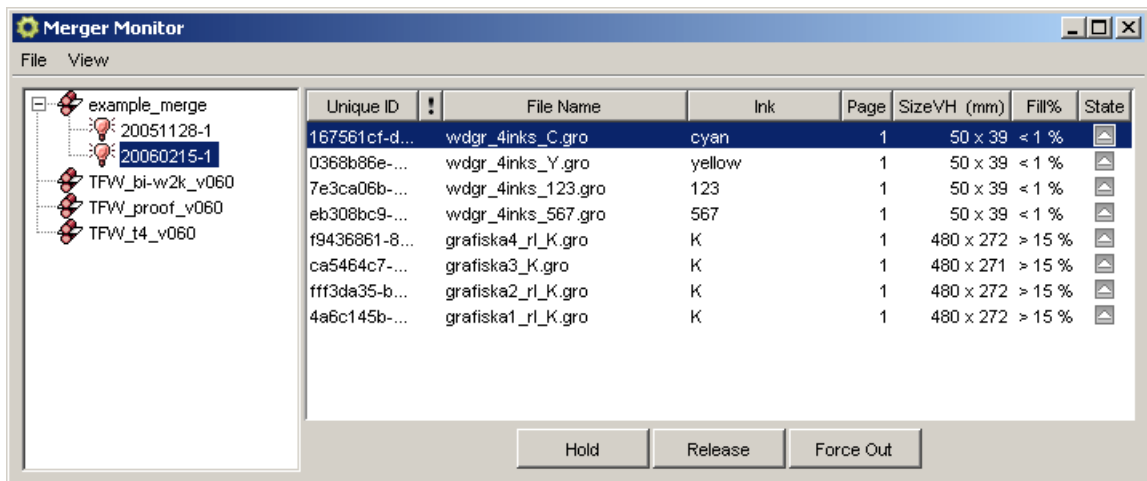 Merger Monitor
File View
example_merge
20051128-1
20060215-1
TFW_bi-w2k_v060
TFW_proof_v060
TFW_t4_v060
Unique ID ! File Name Ink Page SizeVH (mm) Fill% State
167561cf-d... wdgr_4inks_C.gro cyan 1 50 x 39 < 1 %
0368b86e-... wdgr_4inks_Y.gro yellow 1 50 x 39 < 1 %
7e3ca06b-... wdgr_4inks_123.gro 123 1 50 x 39 < 1 %
eb308bc9-... wdgr_4inks_567.gro 567 1 50 x 39 < 1 %
f9436861-8... grafiska4_rl_K.gro K 1 480 x 272 > 15 %
ca5464c7-... grafiska3_K.gro K 1 480 x 271 > 15 %
fff3da35-b... grafiska2_rl_K.gro K 1 480 x 272 > 15 %
4a6c145b-... grafiska1_rl_K.gro K 1 480 x 272 > 15 %
Hold Release Force Out